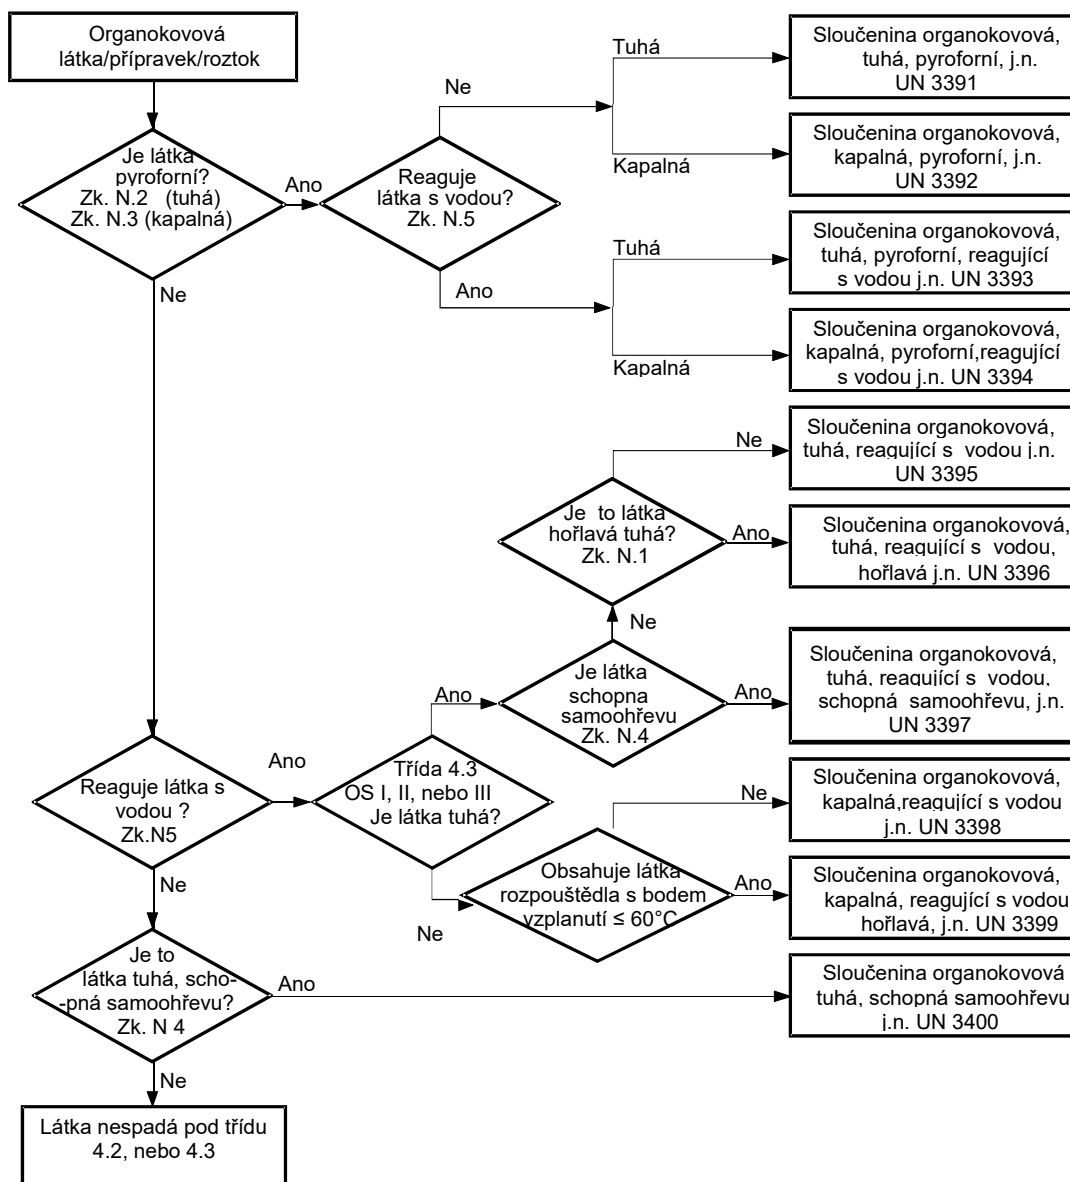 Organokovová
látka/přípravek/roztok
Je látka
pyroforní?
Zk. N.2 (tuhá)
Zk. N.3 (kapalná)
Ano
Ne
Reaguje
látka s vodou?
Zk. N.5
Ne
Ano
Tuhá
Kapalná
Tuhá
Kapalná
Sloučenina organokovová,
tuhá, pyroforní, j.n.
UN 3391
Sloučenina organokovová,
kapalná, pyroforní, j.n.
UN 3392
Sloučenina organokovová,
tuhá, pyroforní, reagující
s vodou j.n. UN 3393
Sloučenina organokovová,
kapalná, pyroforní,reagující
s vodou j.n. UN 3394
Ne
Sloučenina organokovová,
tuhá, reagující s vodou j.n.
UN 3395
Je to látka
hořlavá tuhá?
Zk. N.1
Ano
Sloučenina organokovová,
tuhá, reagující s vodou,
hořlavá j.n. UN 3396
Ne
Je látka
schopna
samoohřevu
Zk. N.4
Ano
Ano
Sloučenina organokovová,
tuhá, reagující s vodou,
schopná samoohřevu, j.n.
UN 3397
Reaguje látka s
vodou ?
Zk.N5
Ano
Ne
Třída 4.3
OS I, II, nebo III
Je látka tuhá?
Ne
Ne
Sloučenina organokovová,
kapalná,reagující s vodou
j.n. UN 3398
Obsahuje látka
rozpouštědla s bodem
vzplanutí ≤ 60°C
Ano
Sloučenina organokovová,
kapalná, reagující s vodou
hořlavá, j.n. UN 3399
Je to
látka tuhá, scho-
-pná samoohřevu?
Zk. N 4
Ano
Sloučenina organokovová
tuhá, schopná samoohřevu
j.n. UN 3400
Ne
Látka nespadá pod třídu
4.2, nebo 4.3